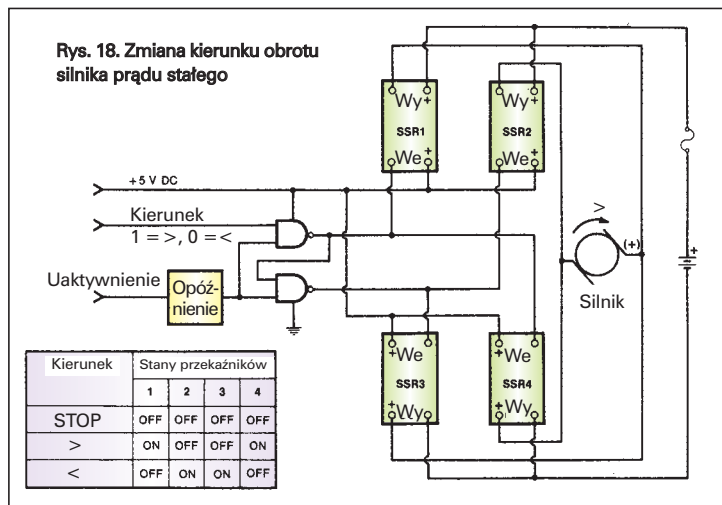 Rys. 18. Zmiana kierunku obrotu
silnika prądu stałego
Wy +
SSR1
We +
Wy +
SSR2
We +
+5 V DC
Kierunek
1 = >, 0 = <
Uaktywnienie
Opóź-
nienie
>
(+)
Silnik
+
+ We
SSR3
+ Wy
+ We
SSR4
+ Wy
Kierunek Stany przekaźników
1 2 3 4
STOP OFF OFF OFF OFF
> ON OFF OFF ON
< OFF ON ON OFF